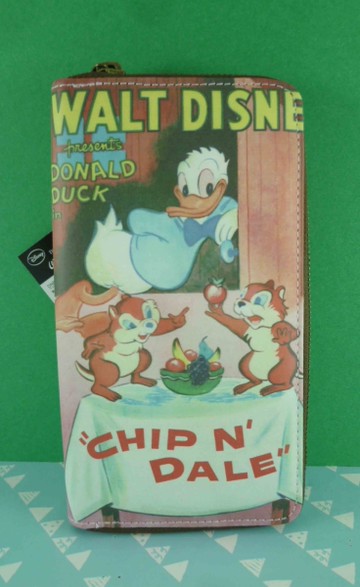 WALT DISNE
presents
DONALD
DUCK
in
"CHIP N'
DALE"